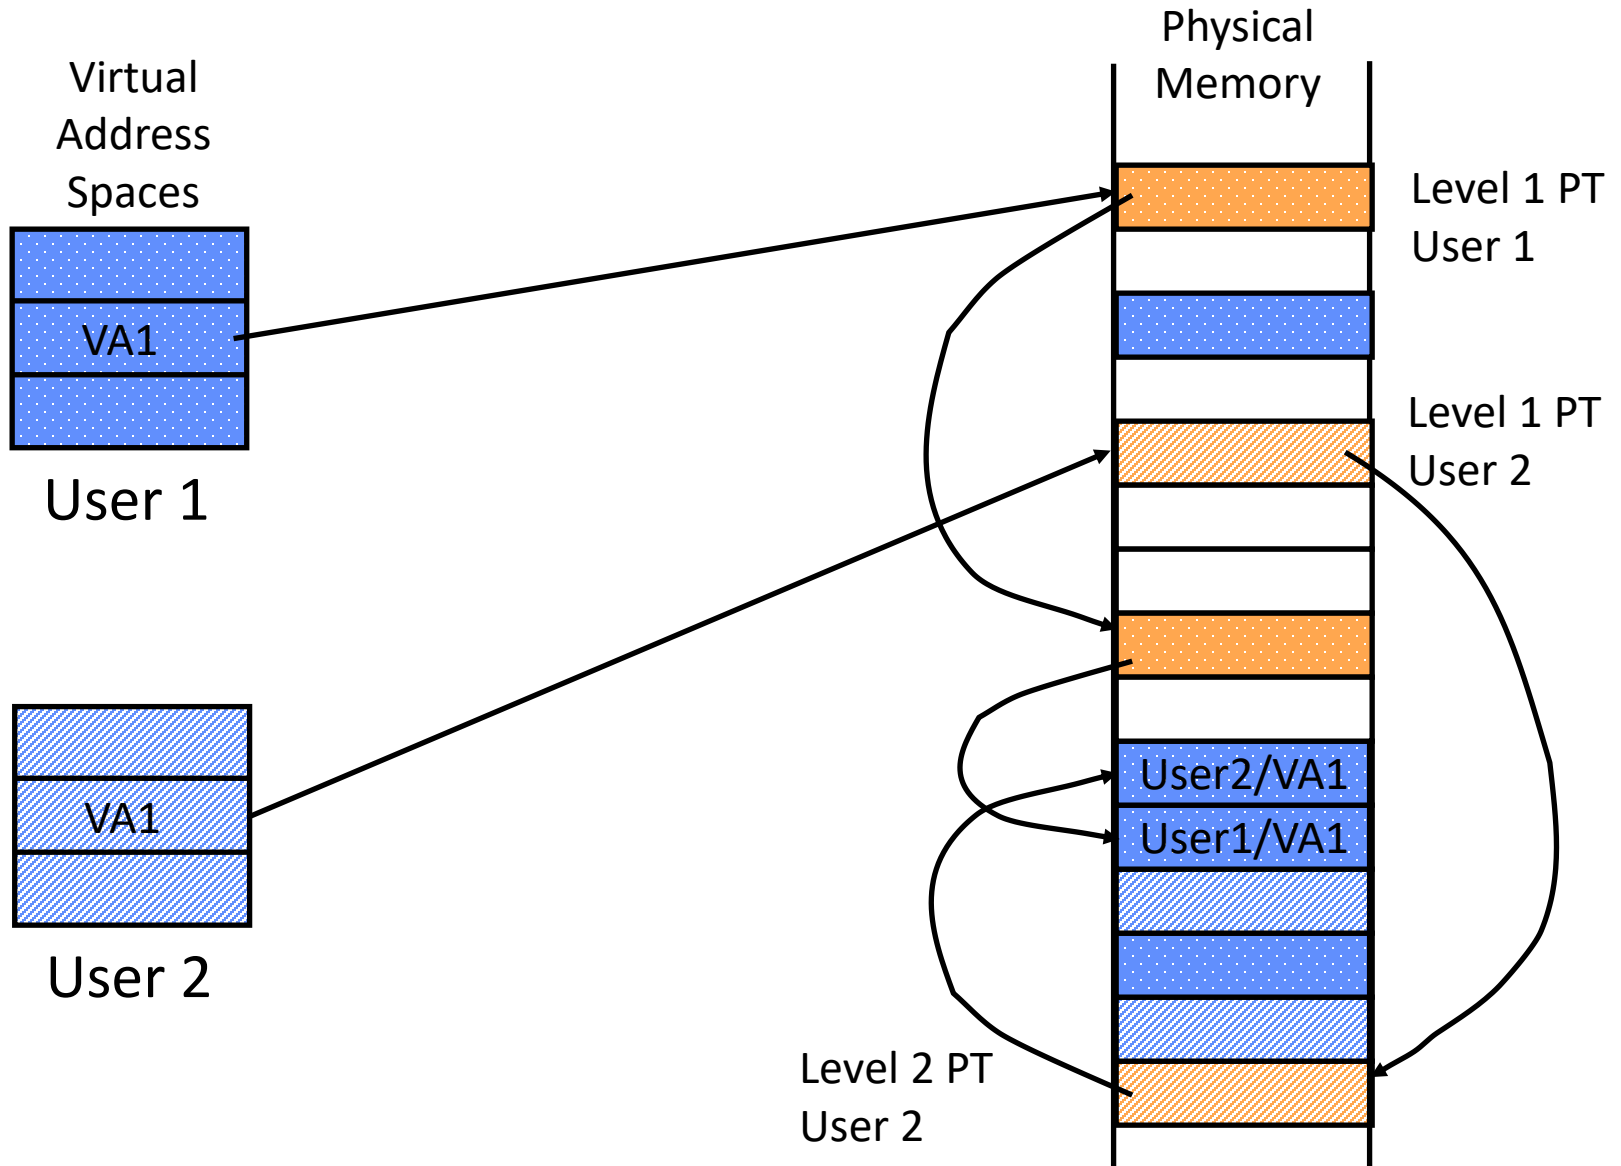 Virtual
Address
Spaces
VA1
User 1
VA1
User 2
Physical
Memory
Level 1 PT
User 1
Level 1 PT
User 2
User2/VA1
User1/VA1
Level 2 PT
User 2